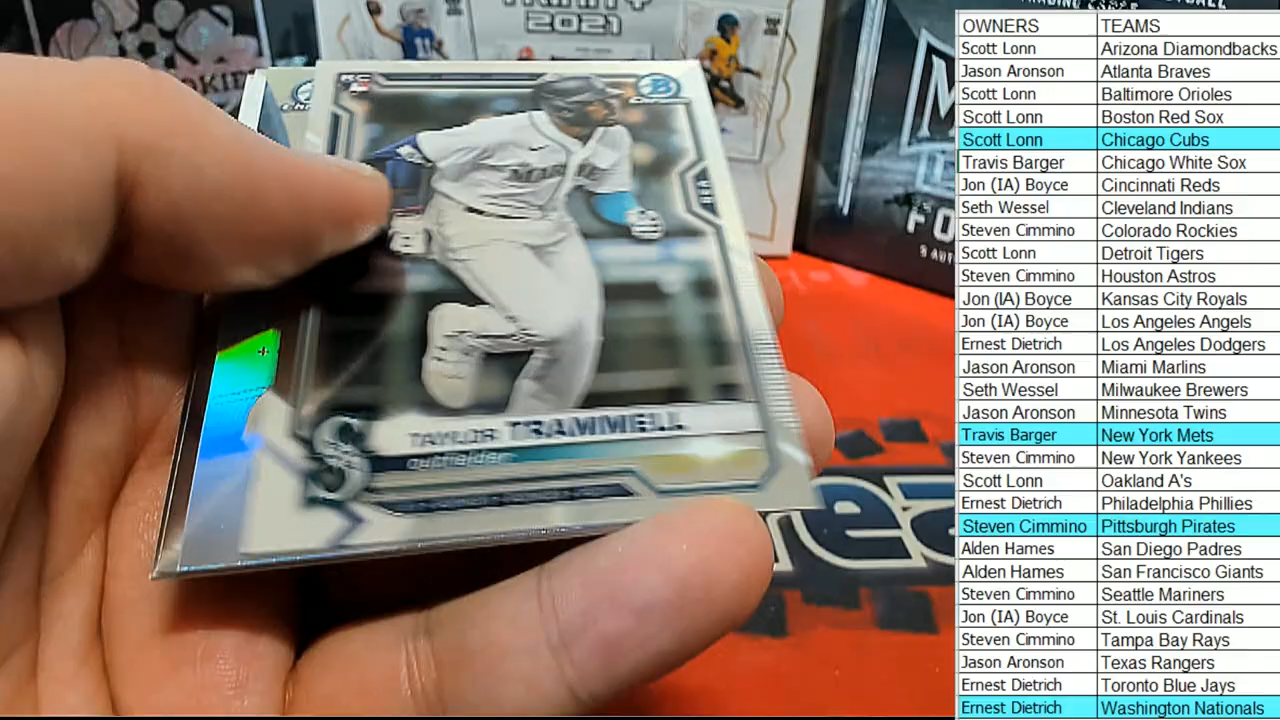 2021
RC
B
CHROME
TAYLOR TRAMMELL
outfielder
S
FO
OWNERS TEAMS
Scott Lonn Arizona Diamondbacks
Jason Aronson Atlanta Braves
Scott Lonn Baltimore Orioles
Scott Lonn Boston Red Sox
Scott Lonn Chicago Cubs
Travis Barger Chicago White Sox
Jon (IA) Boyce Cincinnati Reds
Seth Wessel Cleveland Indians
Steven Cimmino Colorado Rockies
Scott Lonn Detroit Tigers
Steven Cimmino Houston Astros
Jon (IA) Boyce Kansas City Royals
Jon (IA) Boyce Los Angeles Angels
Ernest Dietrich Los Angeles Dodgers
Jason Aronson Miami Marlins
Seth Wessel Milwaukee Brewers
Jason Aronson Minnesota Twins
Travis Barger New York Mets
Steven Cimmino New York Yankees
Scott Lonn Oakland A's
Ernest Dietrich Philadelphia Phillies
Steven Cimmino Pittsburgh Pirates
Alden Hames San Diego Padres
Alden Hames San Francisco Giants
Steven Cimmino Seattle Mariners
Jon (IA) Boyce St. Louis Cardinals
Steven Cimmino Tampa Bay Rays
Jason Aronson Texas Rangers
Ernest Dietrich Toronto Blue Jays
Ernest Dietrich Washington Nationals